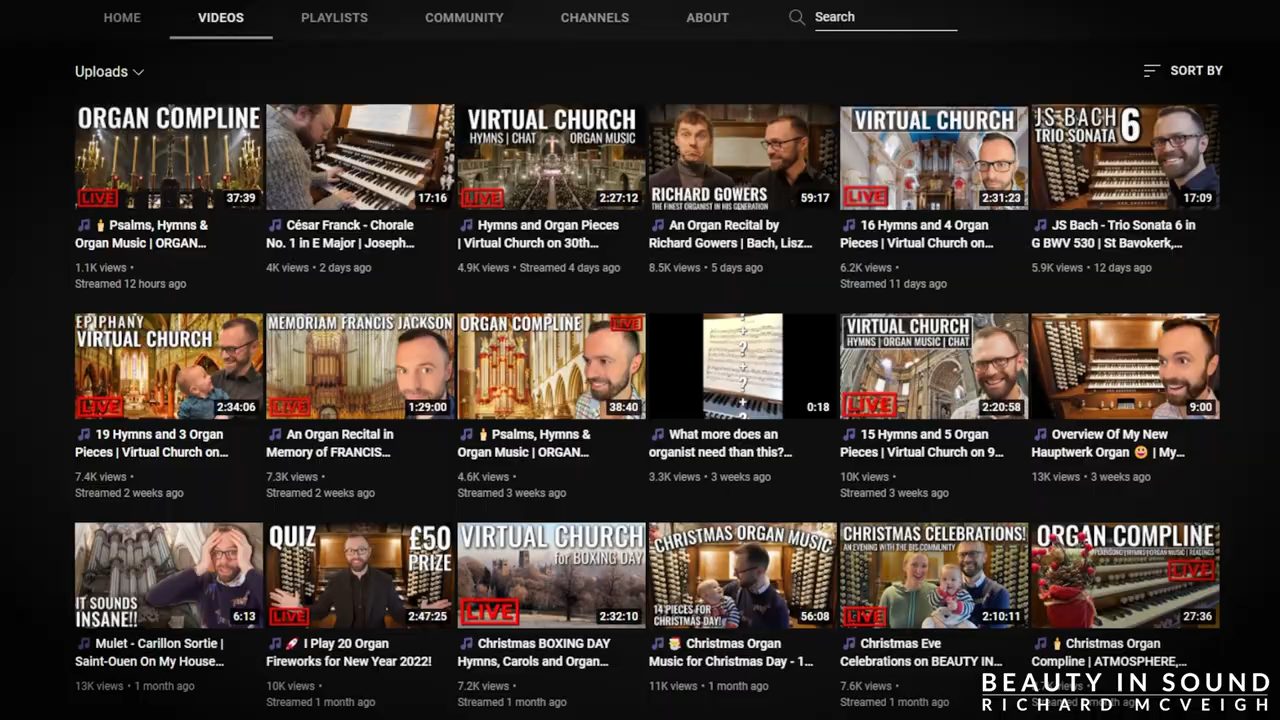 HOME VIDEOS PLAYLISTS COMMUNITY CHANNELS ABOUT Search
Uploads SORT BY
ORGAN COMPLINE
LIVE 37:39
17:16
VIRTUAL CHURCH
HYMNS | CHAT ORGAN MUSIC
LIVE 2:27:12
RICHARD GOWERS
THE FINEST ORGANIST IN HIS GENERATION
59:17
VIRTUAL CHURCH
LIVE 2:31:23
JS BACH
TRIO SONATA 6
17:09
🎵🕯️ Psalms, Hymns &
Organ Music | ORGAN...
1.1K views •
Streamed 12 hours ago
🎵 César Franck - Chorale
No. 1 in E Major | Joseph...
4K views • 2 days ago
🎵 Hymns and Organ Pieces
| Virtual Church on 30th...
4.9K views • Streamed 4 days ago
🎵 An Organ Recital by
Richard Gowers | Bach, Lisz...
8.5K views • 5 days ago
🎵 16 Hymns and 4 Organ
Pieces | Virtual Church on...
6.2K views •
Streamed 11 days ago
🎵 JS Bach - Trio Sonata 6 in
G BWV 530 | St Bavokerk,...
5.9K views • 12 days ago
EPIPHANY
VIRTUAL CHURCH
LIVE 2:34:06
MEMORIAM FRANCIS JACKSON
LIVE 1:29:00
ORGAN COMPLINE LIVE
38:40
+
?
+
?
+
?
+
0:18
VIRTUAL CHURCH
HYMNS | ORGAN MUSIC | CHAT
LIVE 2:20:58
9:00
🎵 19 Hymns and 3 Organ
Pieces | Virtual Church on...
7.4K views •
Streamed 2 weeks ago
🎵 An Organ Recital in
Memory of FRANCIS...
7.3K views •
Streamed 2 weeks ago
🎵🕯️ Psalms, Hymns &
Organ Music | ORGAN...
4.6K views •
Streamed 3 weeks ago
🎵 What more does an
organist need than this?...
3.3K views • 3 weeks ago
🎵 15 Hymns and 5 Organ
Pieces | Virtual Church on 9...
10K views •
Streamed 3 weeks ago
🎵 Overview Of My New
Hauptwerk Organ 😀 | My...
13K views • 3 weeks ago
IT SOUNDS
INSANE!!
6:13
QUIZ £50
PRIZE
LIVE 2:47:25
VIRTUAL CHURCH
for BOXING DAY
LIVE 2:32:10
CHRISTMAS ORGAN MUSIC
14 PIECES FOR
CHRISTMAS DAY!
56:08
CHRISTMAS CELEBRATIONS!
AN EVENING WITH THE BIS COMMUNITY
LIVE 2:10:11
ORGAN COMPLINE
PLAINSONG | HYMNS | ORGAN MUSIC | READINGS
LIVE
27:36
🎵 Mulet - Carillon Sortie |
Saint-Ouen On My House...
13K views • 1 month ago
🎵🚀 I Play 20 Organ
Fireworks for New Year 2022!
10K views •
Streamed 1 month ago
🎵 Christmas BOXING DAY
Hymns, Carols and Organ...
7.2K views •
Streamed 1 month ago
🎵🎅 Christmas Organ
Music for Christmas Day - 1...
11K views • 1 month ago
🎵 Christmas Eve
Celebrations on BEAUTY IN...
7.6K views •
Streamed 1 month ago
🎵🕯️ Christmas Organ
Compline | ATMOSPHERE,...
BEAUTY IN SOUND
RICHARD MCVEIGH